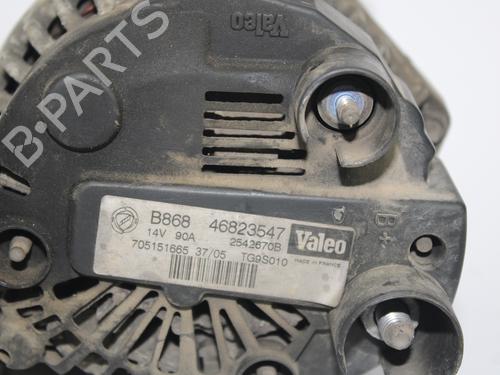 Valeo
B·PARTS
B868 46823547
14V 90A 2542670B
705151665 37/05 TG9S010
Valeo
MADE IN FRANCE
B+